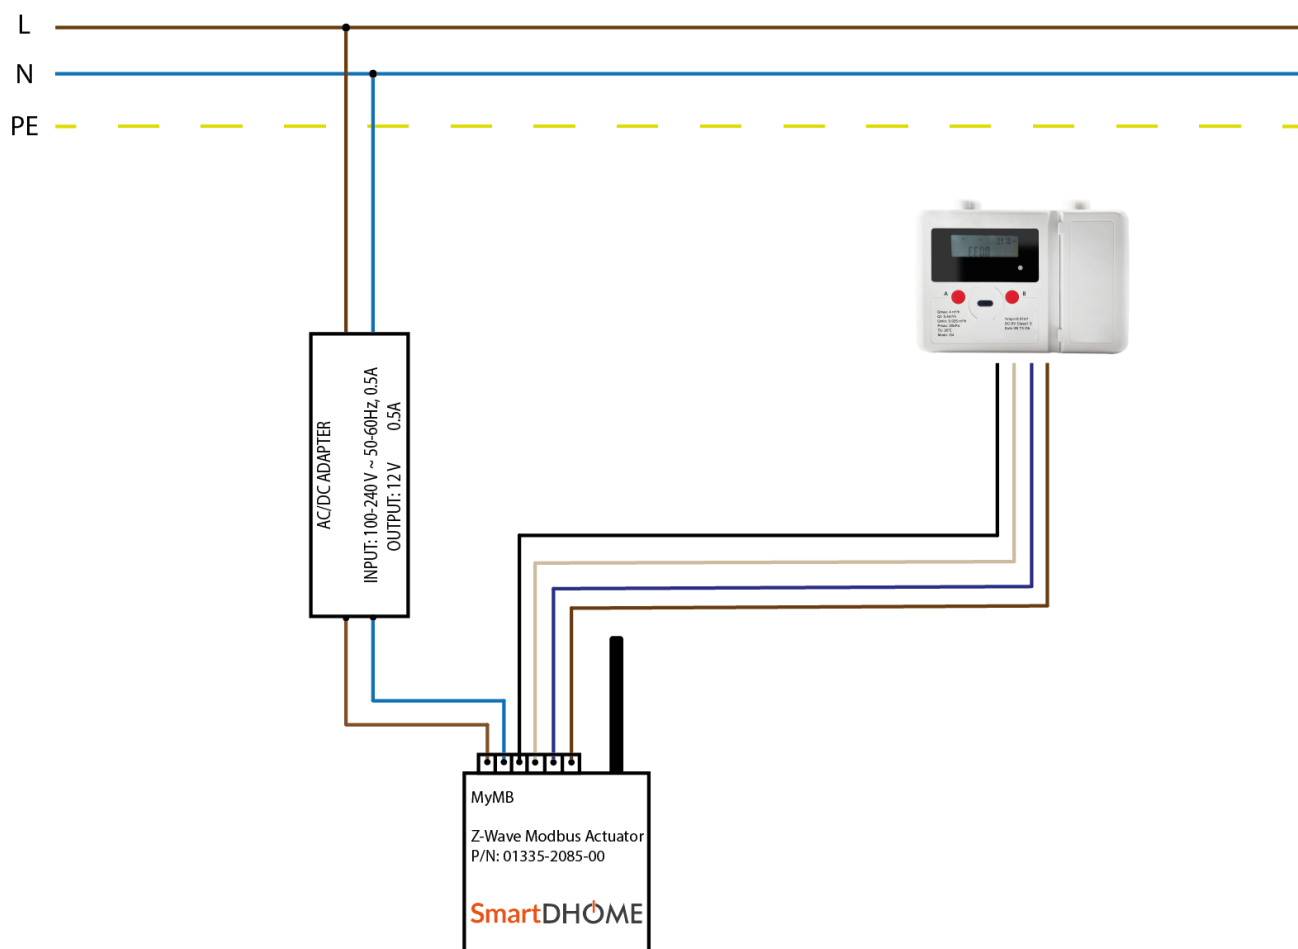 L
N
PE
AC/DC ADAPTER
INPUT: 100-240 V ~ 50-60Hz, 0.5A
OUTPUT: 12 V 0.5A
A
B
MyMB
Z-Wave Modbus Actuator
P/N: 01335-2085-00
SmartDHOME